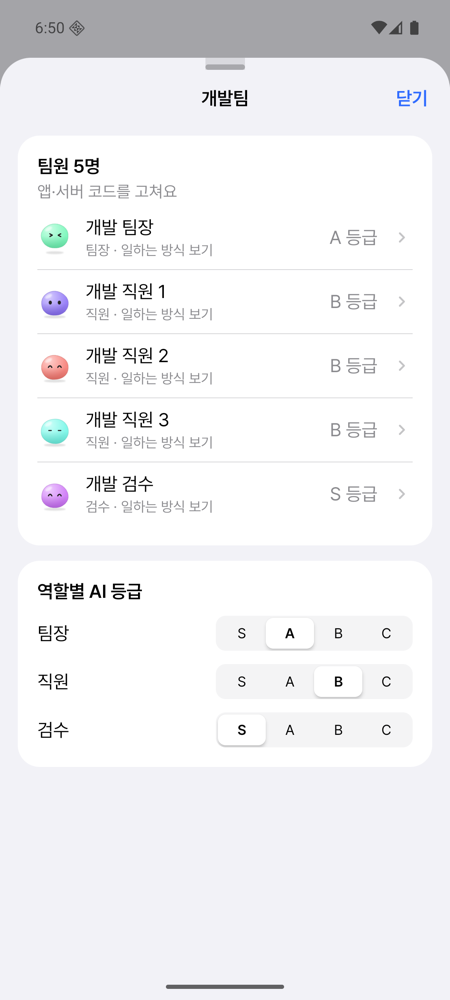 6:50
개발팀
닫기
팀원 5명
앱·서버 코드를 고쳐요
개발 팀장
팀장 · 일하는 방식 보기
A 등급
개발 직원 1
직원 · 일하는 방식 보기
B 등급
개발 직원 2
직원 · 일하는 방식 보기
B 등급
개발 직원 3
직원 · 일하는 방식 보기
B 등급
개발 검수
검수 · 일하는 방식 보기
S 등급
역할별 AI 등급
팀장 S A B C
직원 S A B C
검수 S A B C